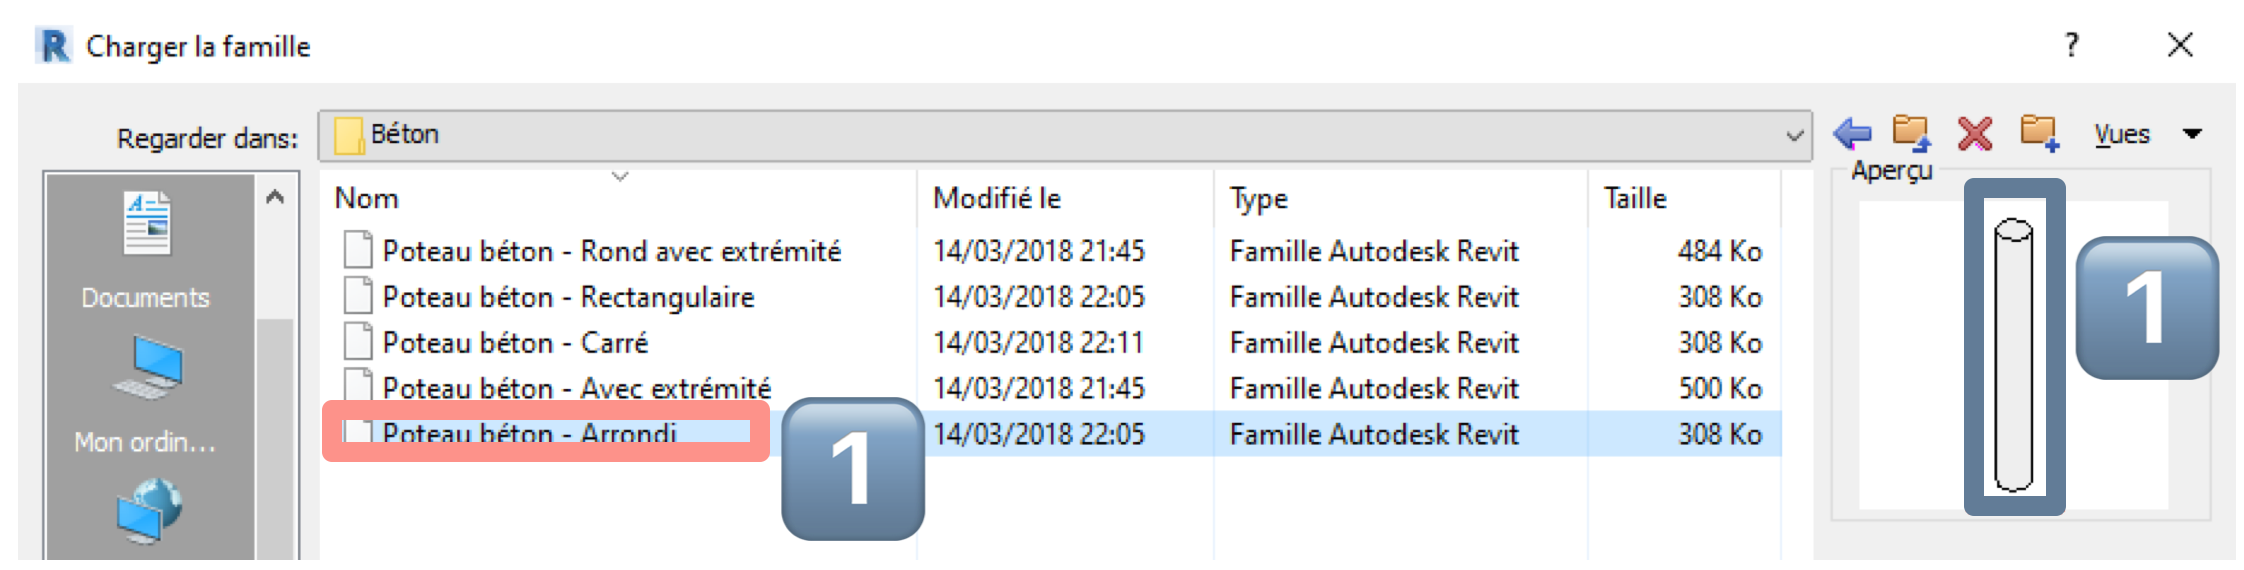 Charger la famille ?
Regarder dans: Béton Vues
Aperçu
Nom Modifié le Type Taille
Poteau béton - Rond avec extrémité 14/03/2018 21:45 Famille Autodesk Revit 484 Ko
Poteau béton - Rectangulaire 14/03/2018 22:05 Famille Autodesk Revit 308 Ko
Poteau béton - Carré 14/03/2018 22:11 Famille Autodesk Revit 308 Ko
Poteau béton - Avec extrémité 14/03/2018 21:45 Famille Autodesk Revit 500 Ko
Poteau béton - Arrondi 14/03/2018 22:05 Famille Autodesk Revit 308 Ko
Documents
Mon ordin...
1
1